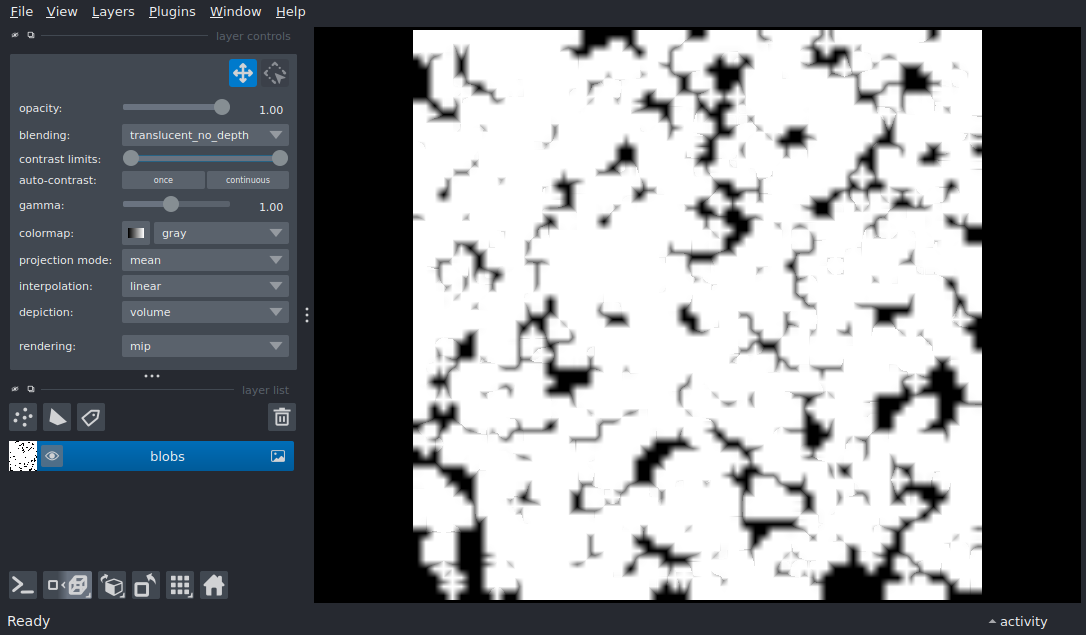 File View Layers Plugins Window Help
layer controls
opacity: 1.00
blending: translucent_no_depth
contrast limits:
auto-contrast: once continuous
gamma: 1.00
colormap: gray
projection mode: mean
interpolation: linear
depiction: volume
rendering: mip
layer list
blobs
Ready activity